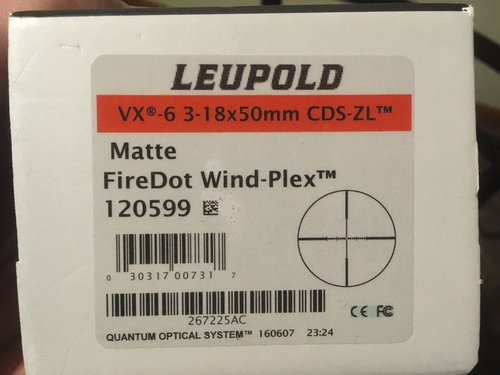 LEUPOLD
VX®-6 3-18x50mm CDS-ZL™
Matte
FireDot Wind-Plex™
120599
0 30317 00731 7
267225AC
CE FC
QUANTUM OPTICAL SYSTEM™ 160607 23:24